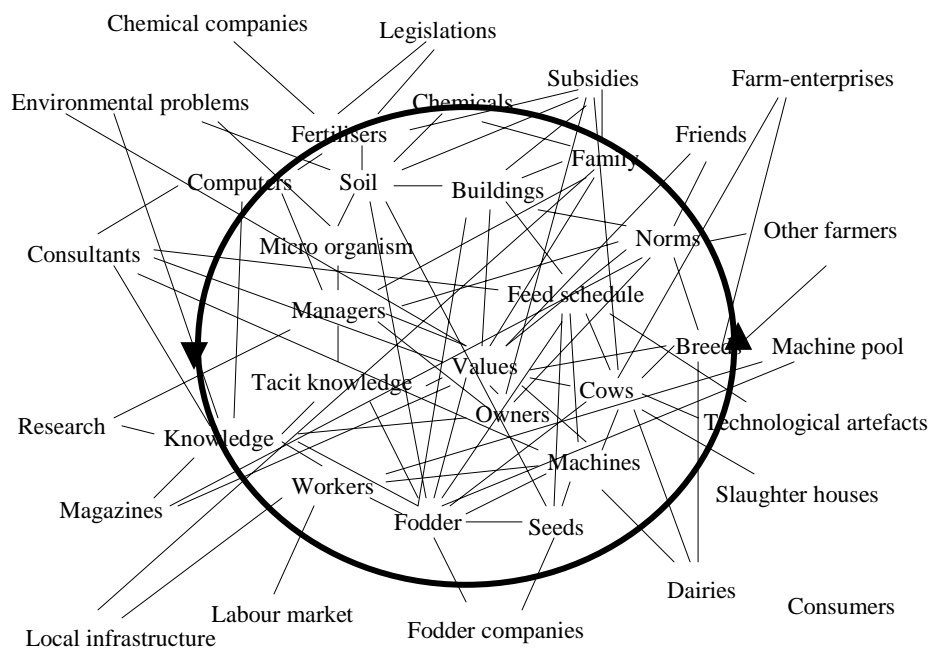 Chemical companies
Legislations
Subsidies
Farm-enterprises
Environmental problems
Chemicals
Fertilisers
Friends
Family
Computers
Soil
Buildings
Micro organism
Norms
Other farmers
Consultants
Feed schedule
Managers
Breeds
Machine pool
Values
Tacit knowledge
Cows
Owners
Technological artefacts
Research
Knowledge
Machines
Workers
Slaughter houses
Magazines
Fodder
Seeds
Dairies
Consumers
Labour market
Fodder companies
Local infrastructure